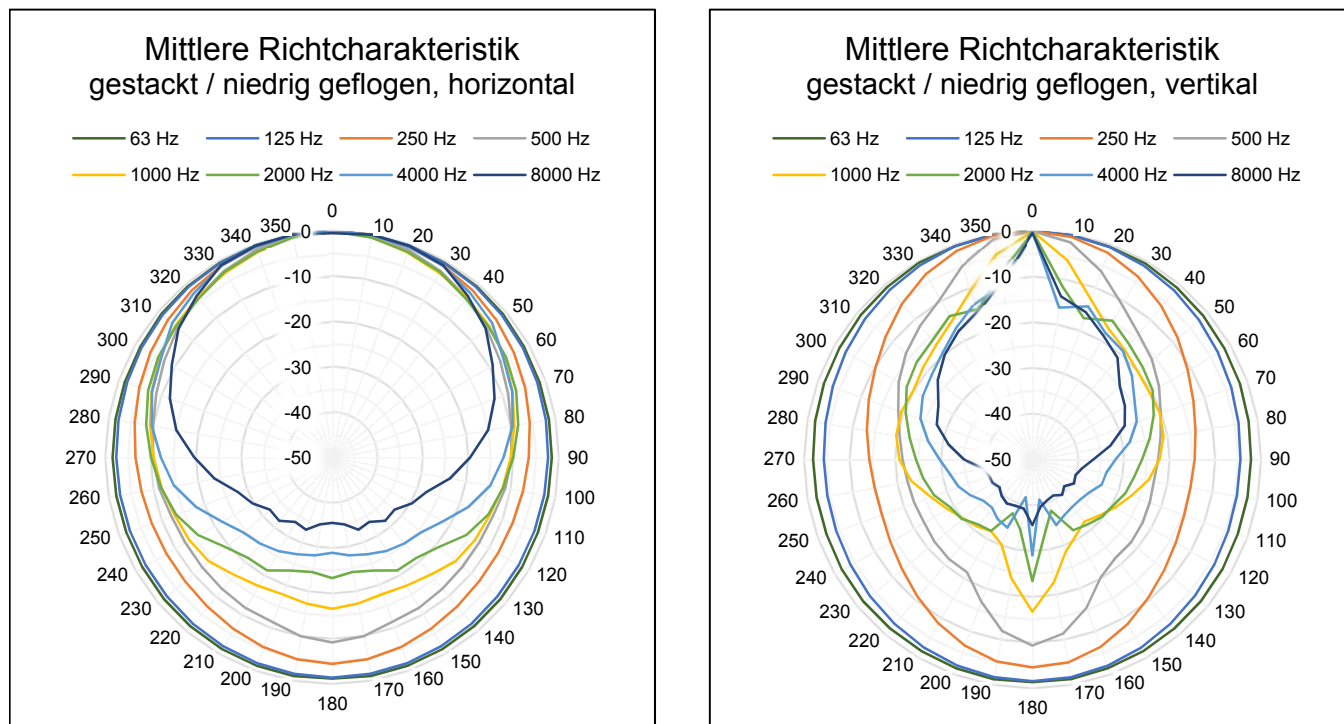 Mittlere Richtcharakteristik
gestackt / niedrig geflogen, horizontal
63 Hz 125 Hz 250 Hz 500 Hz
1000 Hz 2000 Hz 4000 Hz 8000 Hz
0
350 0 10
340 20
330 30
320 -10 40
310 50
-20
300 60
290 -30 70
280 -40 80
270 -50 90
260 100
250 110
240 120
230 130
220 140
210 150
200 160
190 170
180
Mittlere Richtcharakteristik
gestackt / niedrig geflogen, vertikal
63 Hz 125 Hz 250 Hz 500 Hz
1000 Hz 2000 Hz 4000 Hz 8000 Hz
0
350 0 10
340 20
330 30
320 -10 40
310 50
-20
300 60
290 -30 70
280 -40 80
270 -50 90
260 100
250 110
240 120
230 130
220 140
210 150
200 160
190 170
180